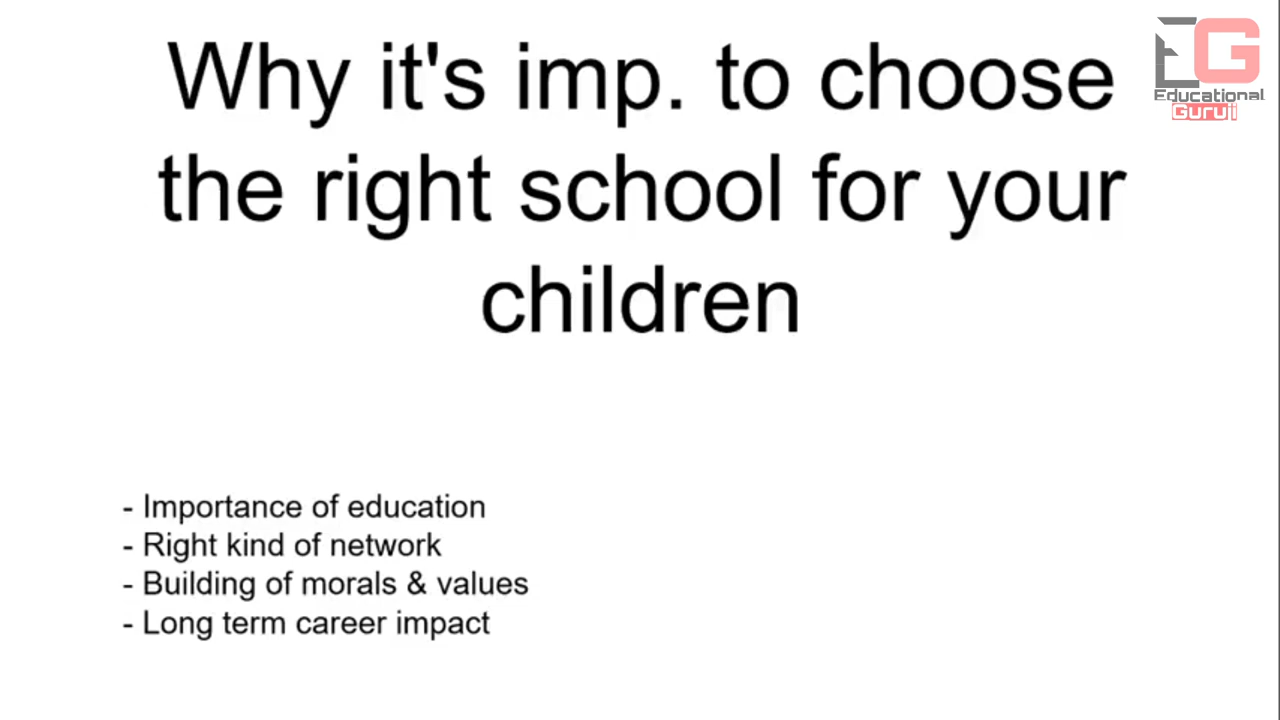 Why it's imp. to choose
the right school for your
children
EG
Educational
Guruji
- Importance of education
- Right kind of network
- Building of morals & values
- Long term career impact